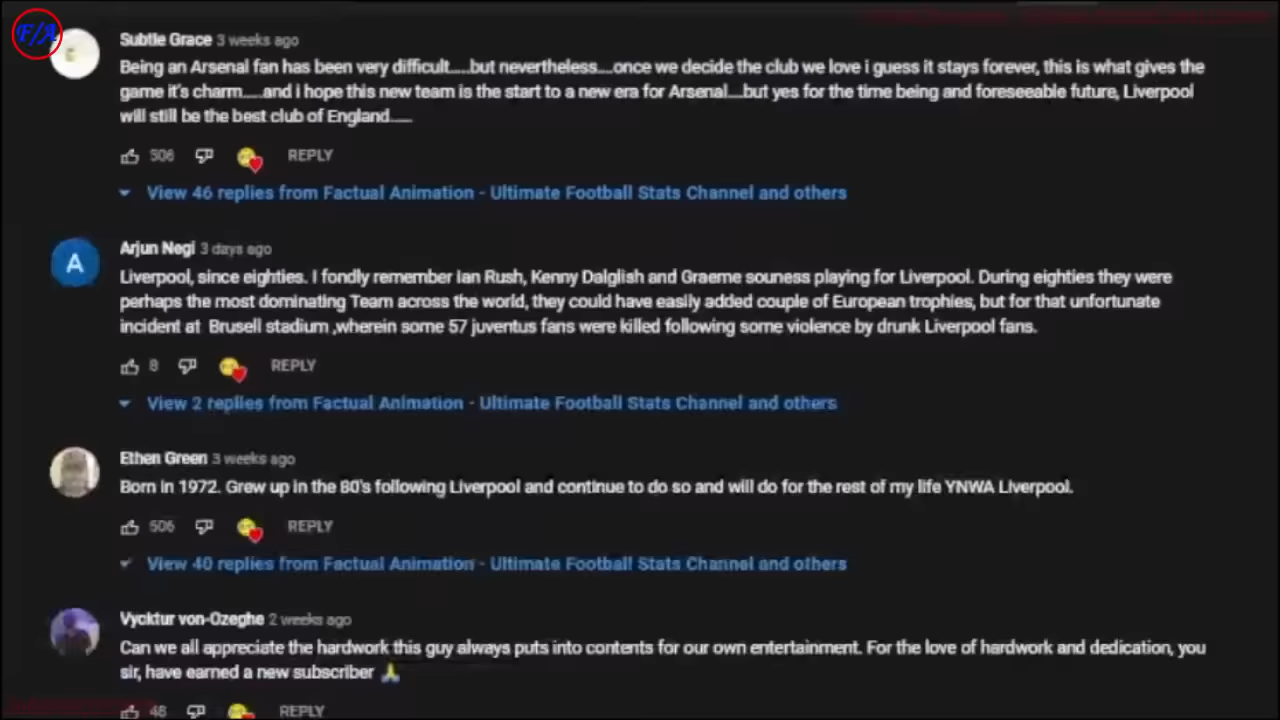 F/A
Subtle Grace 3 weeks ago
Being an Arsenal fan has been very difficult.....but nevertheless....once we decide the club we love i guess it stays forever, this is what gives the
game it's charm.....and i hope this new team is the start to a new era for Arsenal....but yes for the time being and foreseeable future, Liverpool
will still be the best club of England.....
506 REPLY
View 46 replies from Factual Animation - Ultimate Football Stats Channel and others
A
Arjun Negi 3 days ago
Liverpool, since eighties. I fondly remember Ian Rush, Kenny Dalglish and Graeme souness playing for Liverpool. During eighties they were
perhaps the most dominating Team across the world, they could have easily added couple of European trophies, but for that unfortunate
incident at Brusell stadium ,wherein some 57 juventus fans were killed following some violence by drunk Liverpool fans.
8 REPLY
View 2 replies from Factual Animation - Ultimate Football Stats Channel and others
Ethen Green 3 weeks ago
Born in 1972. Grew up in the 80's following Liverpool and continue to do so and will do for the rest of my life YNWA Liverpool.
506 REPLY
View 40 replies from Factual Animation - Ultimate Football Stats Channel and others
Vycktur von-Ozeghe 2 weeks ago
Can we all appreciate the hardwork this guy always puts into contents for our own entertainment. For the love of hardwork and dedication, you
sir, have earned a new subscriber 🙏
48 REPLY